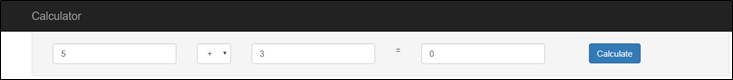 Calculator
5 + 3 = 0 Calculate